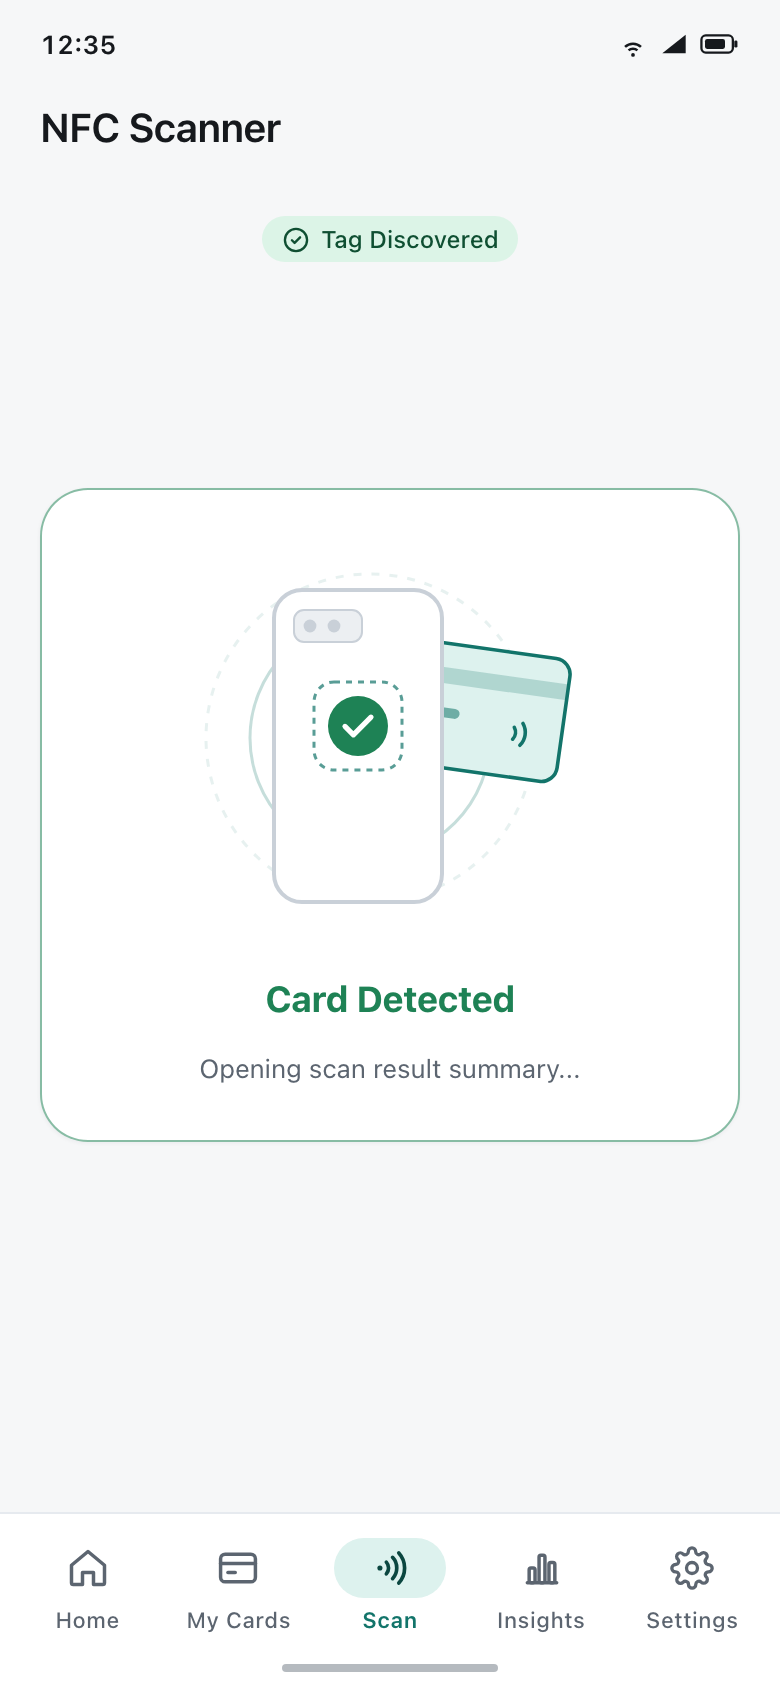 12:35
NFC Scanner
Tag Discovered
Card Detected
Opening scan result summary...
Home
My Cards
Scan
Insights
Settings